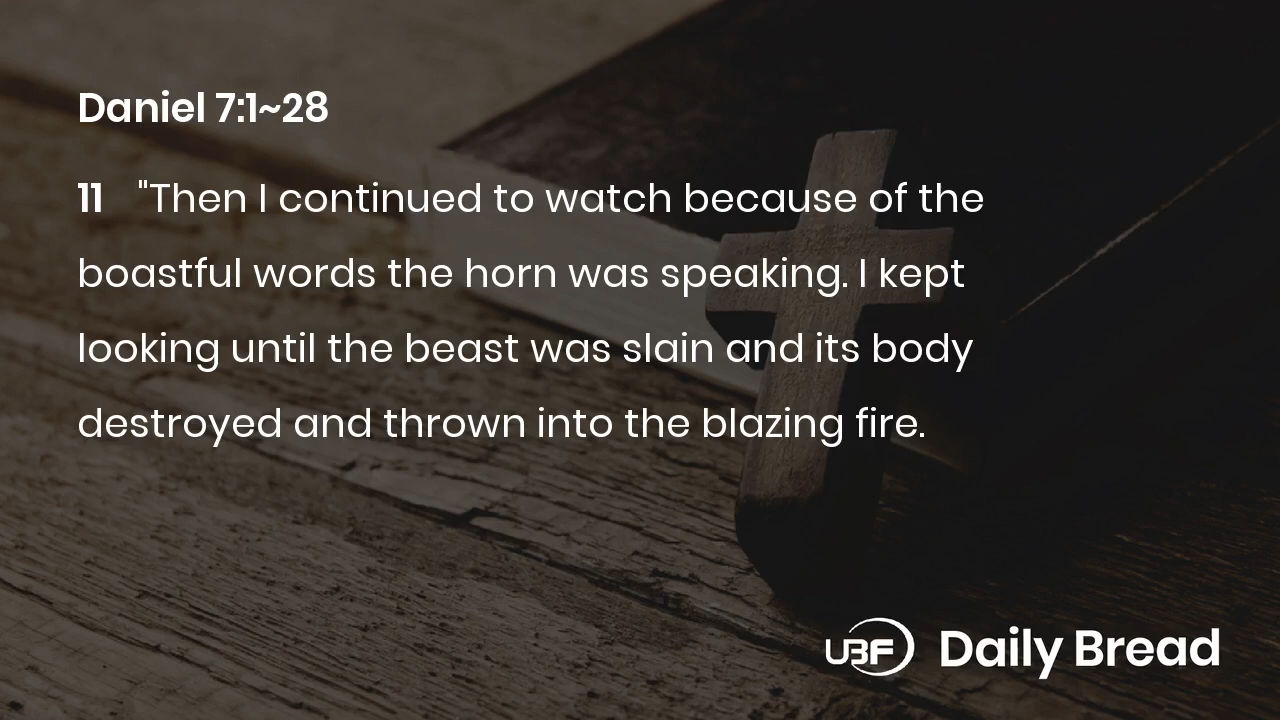 Daniel 7:1~28
11 "Then I continued to watch because of the
boastful words the horn was speaking. I kept
looking until the beast was slain and its body
destroyed and thrown into the blazing fire.
UBF Daily Bread